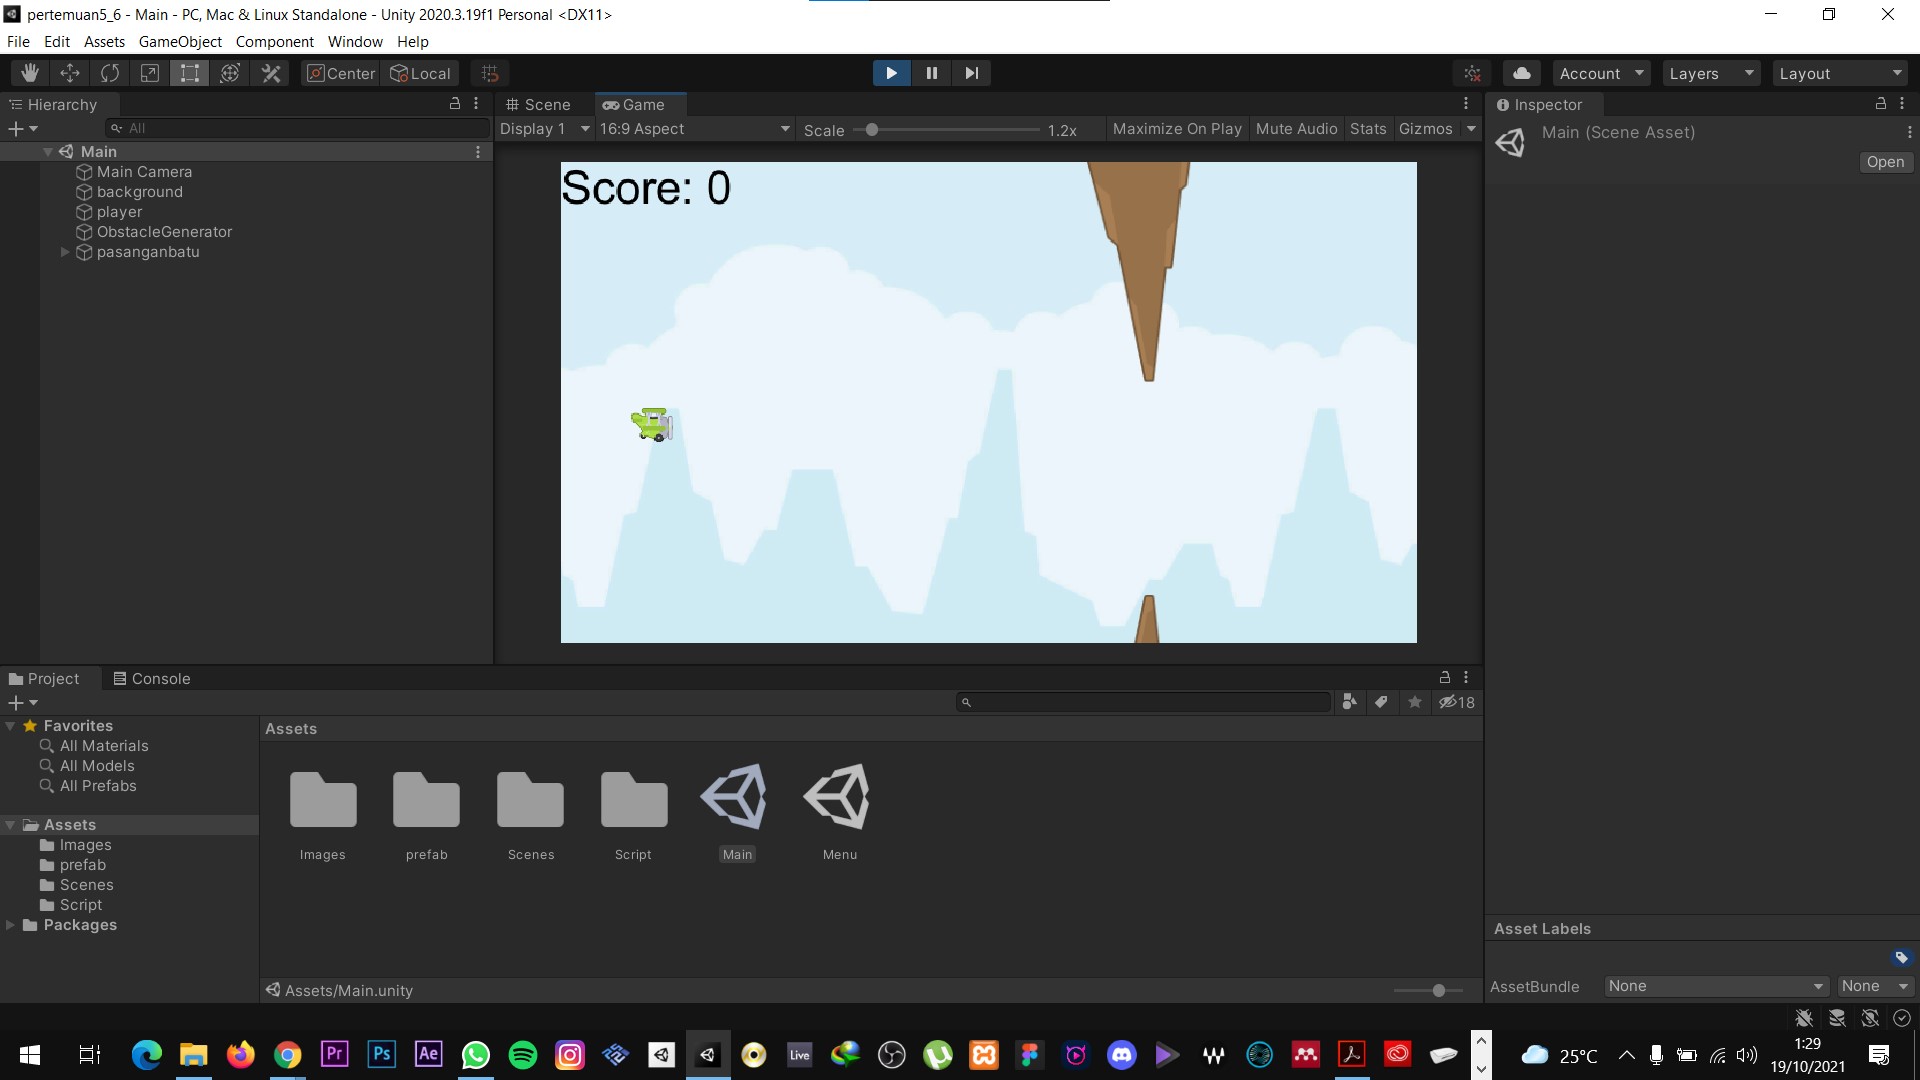 pertemuan5_6 - Main - PC, Mac & Linux Standalone - Unity 2020.3.19f1 Personal <DX11>
File Edit Assets GameObject Component Window Help
Center Local Account Layers Layout
Hierarchy
All
Main
Main Camera
background
player
ObstacleGenerator
pasanganbatu
Scene Game
Display 1 16:9 Aspect Scale 1.2x Maximize On Play Mute Audio Stats Gizmos
Score: 0
Inspector
Main (Scene Asset)
Open
Project Console
18
Favorites
All Materials
All Models
All Prefabs
Assets
Images
prefab
Scenes
Script
Packages
Assets
Images prefab Scenes Script Main Menu
Assets/Main.unity
Asset Labels
AssetBundle None None
Pr Ps Ae Live
25°C
1:29
19/10/2021